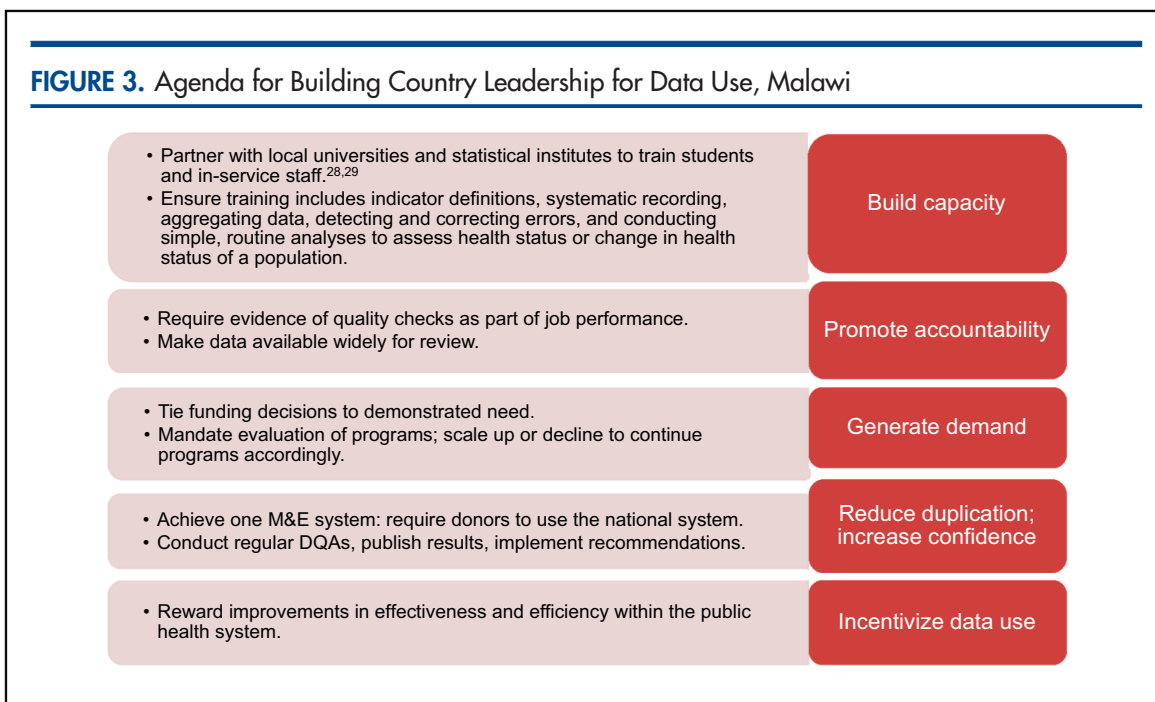 FIGURE 3. Agenda for Building Country Leadership for Data Use, Malawi
• Partner with local universities and statistical institutes to train students
and in-service staff.28,29
• Ensure training includes indicator definitions, systematic recording,
aggregating data, detecting and correcting errors, and conducting
simple, routine analyses to assess health status or change in health
status of a population.
Build capacity
• Require evidence of quality checks as part of job performance.
• Make data available widely for review.
Promote accountability
• Tie funding decisions to demonstrated need.
• Mandate evaluation of programs; scale up or decline to continue
programs accordingly.
Generate demand
• Achieve one M&E system: require donors to use the national system.
• Conduct regular DQAs, publish results, implement recommendations.
Reduce duplication;
increase confidence
• Reward improvements in effectiveness and efficiency within the public
health system.
Incentivize data use